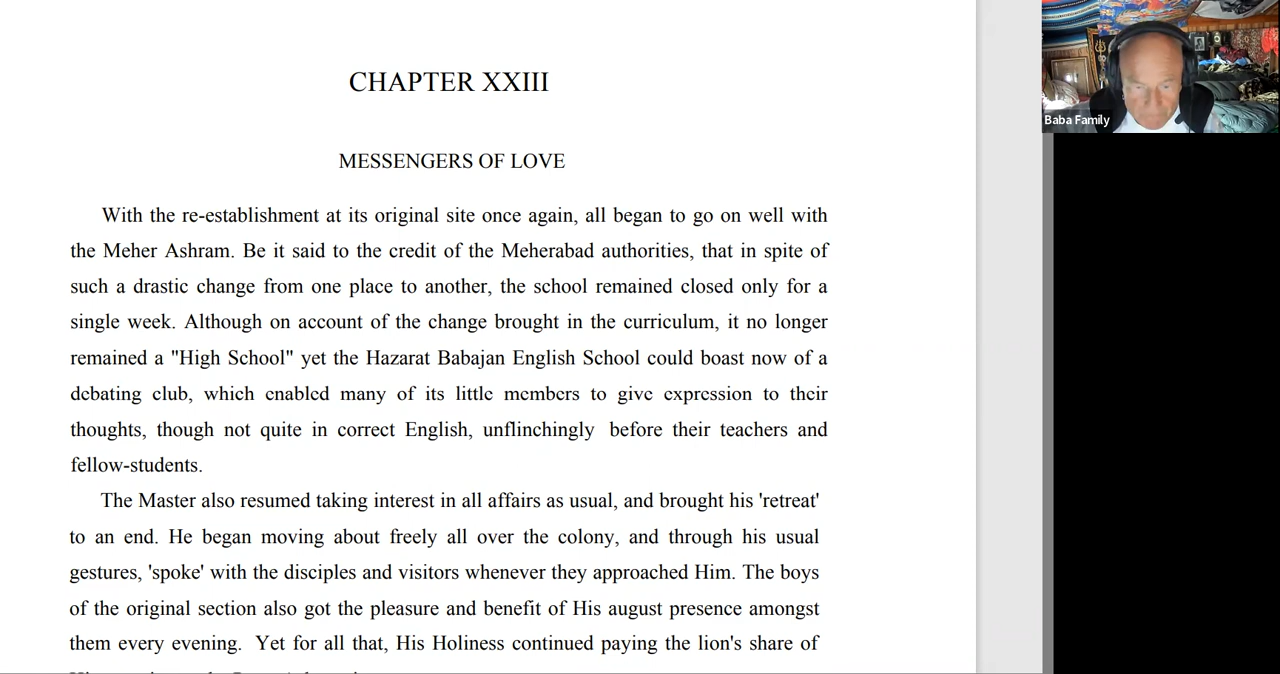 CHAPTER XXIII
MESSENGERS OF LOVE
With the re-establishment at its original site once again, all began to go on well with
the Meher Ashram. Be it said to the credit of the Meherabad authorities, that in spite of
such a drastic change from one place to another, the school remained closed only for a
single week. Although on account of the change brought in the curriculum, it no longer
remained a "High School" yet the Hazarat Babajan English School could boast now of a
debating club, which enabled many of its little members to give expression to their
thoughts, though not quite in correct English, unflinchingly before their teachers and
fellow-students.
The Master also resumed taking interest in all affairs as usual, and brought his 'retreat'
to an end. He began moving about freely all over the colony, and through his usual
gestures, 'spoke' with the disciples and visitors whenever they approached Him. The boys
of the original section also got the pleasure and benefit of His august presence amongst
them every evening. Yet for all that, His Holiness continued paying the lion's share of
Baba Family